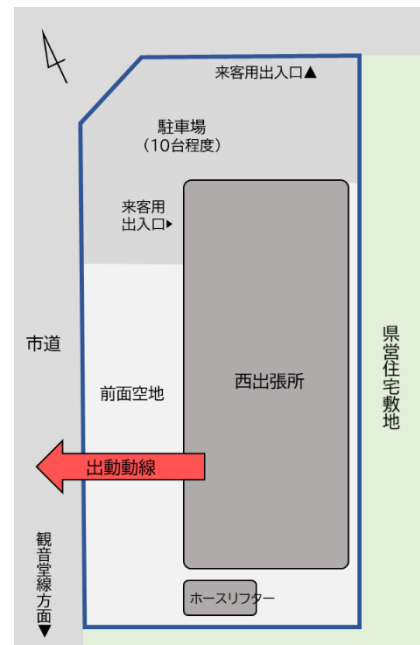 来客用出入口▲
駐車場
（10台程度）
来客用
出入口▶
市道
県営住宅敷地
前面空地
西出張所
出動動線
観音堂線方面▼
ホースリフター